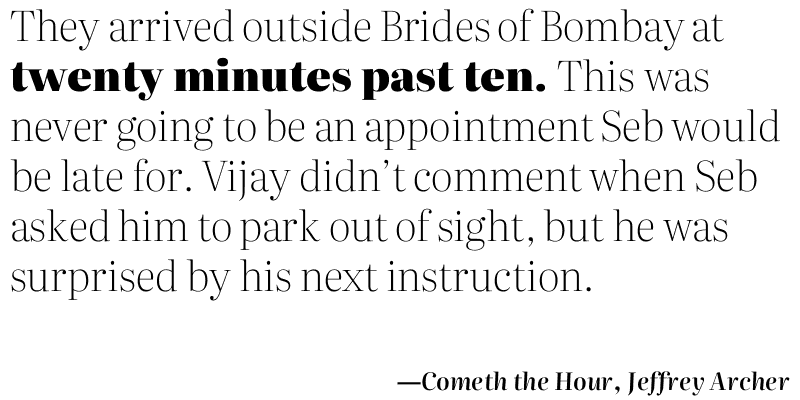 They arrived outside Brides of Bombay at
twenty minutes past ten. This was
never going to be an appointment Seb would
be late for. Vijay didn’t comment when Seb
asked him to park out of sight, but he was
surprised by his next instruction.
—Cometh the Hour, Jeffrey Archer